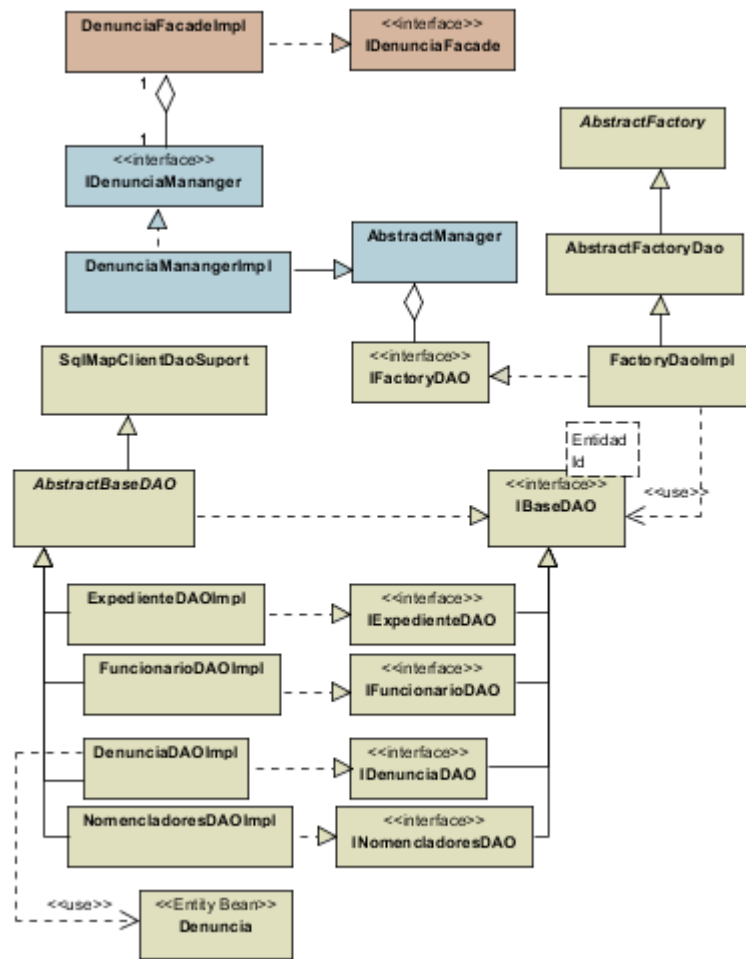 DenunciaFacadeImpl
<<interface>>
IDenunciaFacade
1
1
<<interface>>
IDenunciaMananger
AbstractFactory
DenunciaManangerImpl
AbstractManager
AbstractFactoryDao
SqlMapClientDaoSuport
<<interface>>
IFactoryDAO
FactoryDaoImpl
Entidad
Id
AbstractBaseDAO
<<interface>>
IBaseDAO
<<use>>
ExpedienteDAOImpl
<<interface>>
IExpedienteDAO
FuncionarioDAOImpl
<<interface>>
IFuncionarioDAO
DenunciaDAOImpl
<<interface>>
IDenunciaDAO
NomencladoresDAOImpl
<<interface>>
INomencladoresDAO
<<use>>
<<Entity Bean>>
Denuncia